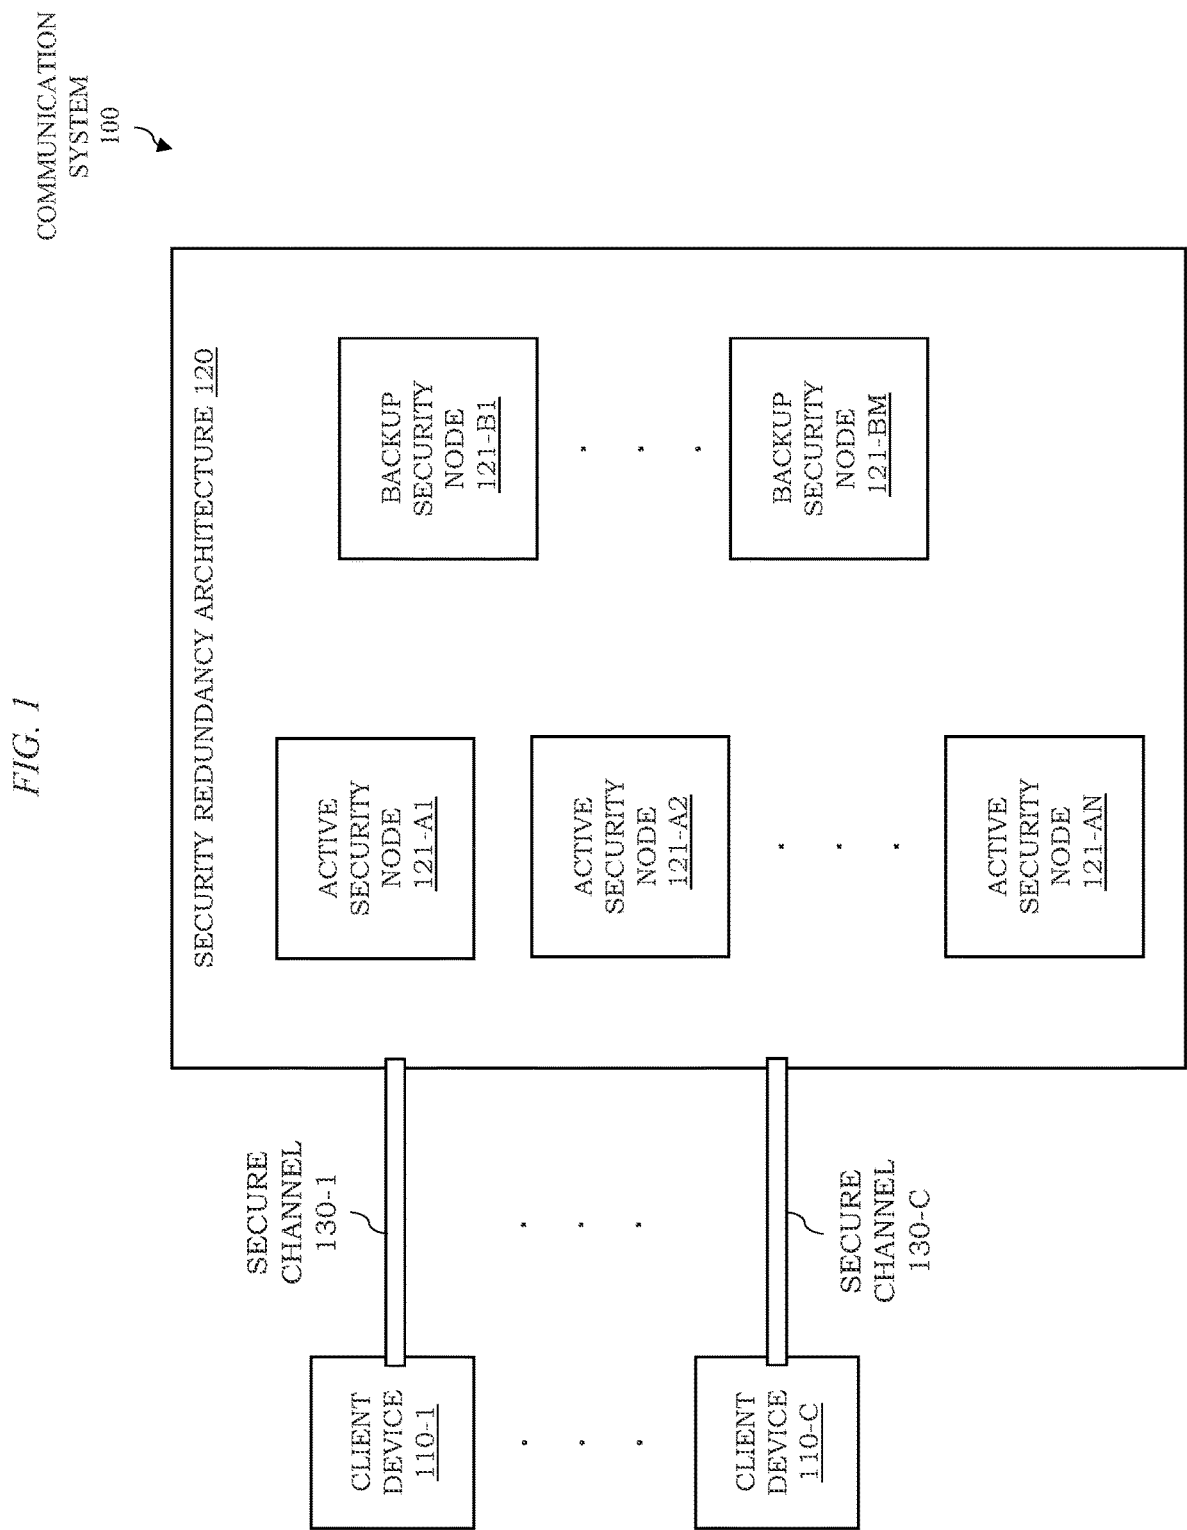 FIG. 1
COMMUNICATION
SYSTEM
100
SECURITY REDUNDANCY ARCHITECTURE 120
CLIENT
DEVICE
110-1
SECURE
CHANNEL
130-1
ACTIVE
SECURITY
NODE
121-A1
BACKUP
SECURITY
NODE
121-B1
ACTIVE
SECURITY
NODE
121-A2
CLIENT
DEVICE
110-C
SECURE
CHANNEL
130-C
BACKUP
SECURITY
NODE
121-BM
ACTIVE
SECURITY
NODE
121-AN